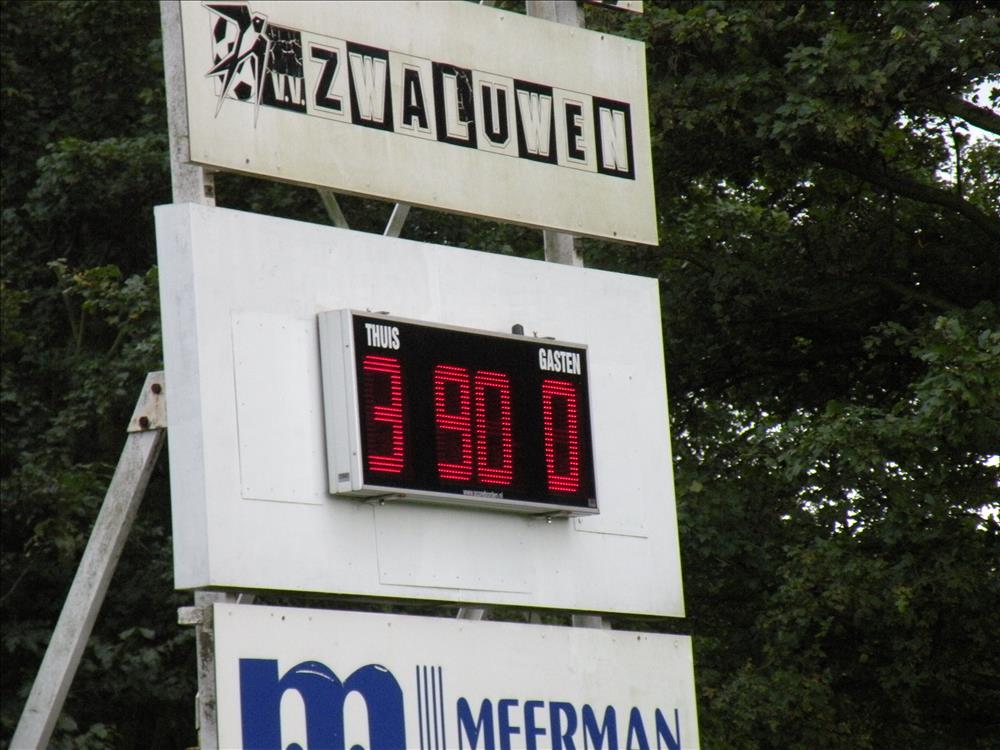 V.V. ZWALUWEN
THUIS GASTEN
3 90 0
m MEERMAN